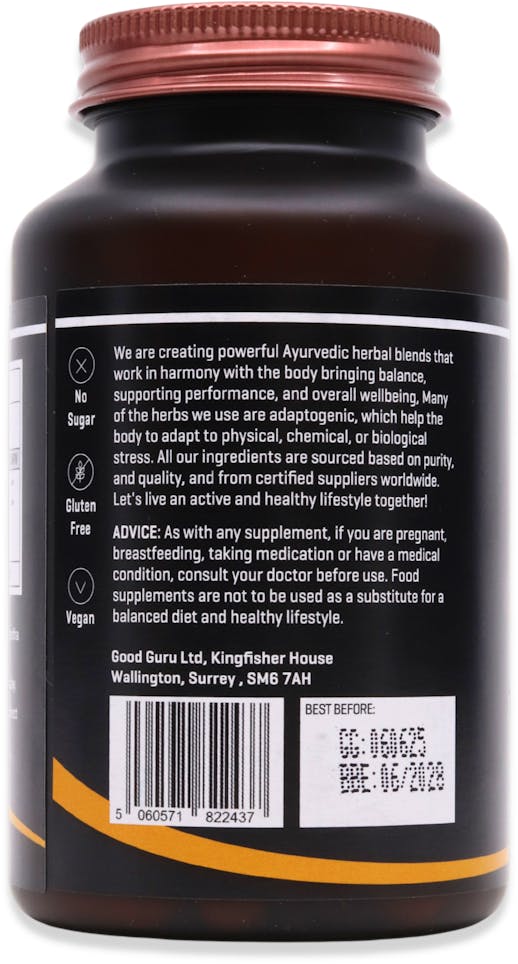 No
Sugar
Gluten
Free
Vegan
We are creating powerful Ayurvedic herbal blends that
work in harmony with the body bringing balance,
supporting performance, and overall wellbeing, Many
of the herbs we use are adaptogenic, which help the
body to adapt to physical, chemical, or biological
stress. All our ingredients are sourced based on purity,
and quality, and from certified suppliers worldwide.
Let's live an active and healthy lifestyle together!
ADVICE: As with any supplement, if you are pregnant,
breastfeeding, taking medication or have a medical
condition, consult your doctor before use. Food
supplements are not to be used as a substitute for a
balanced diet and healthy lifestyle.
Good Guru Ltd, Kingfisher House
Wallington, Surrey , SM6 7AH
5 060571 822437
BEST BEFORE:
GC:060625
BBE:06/2028